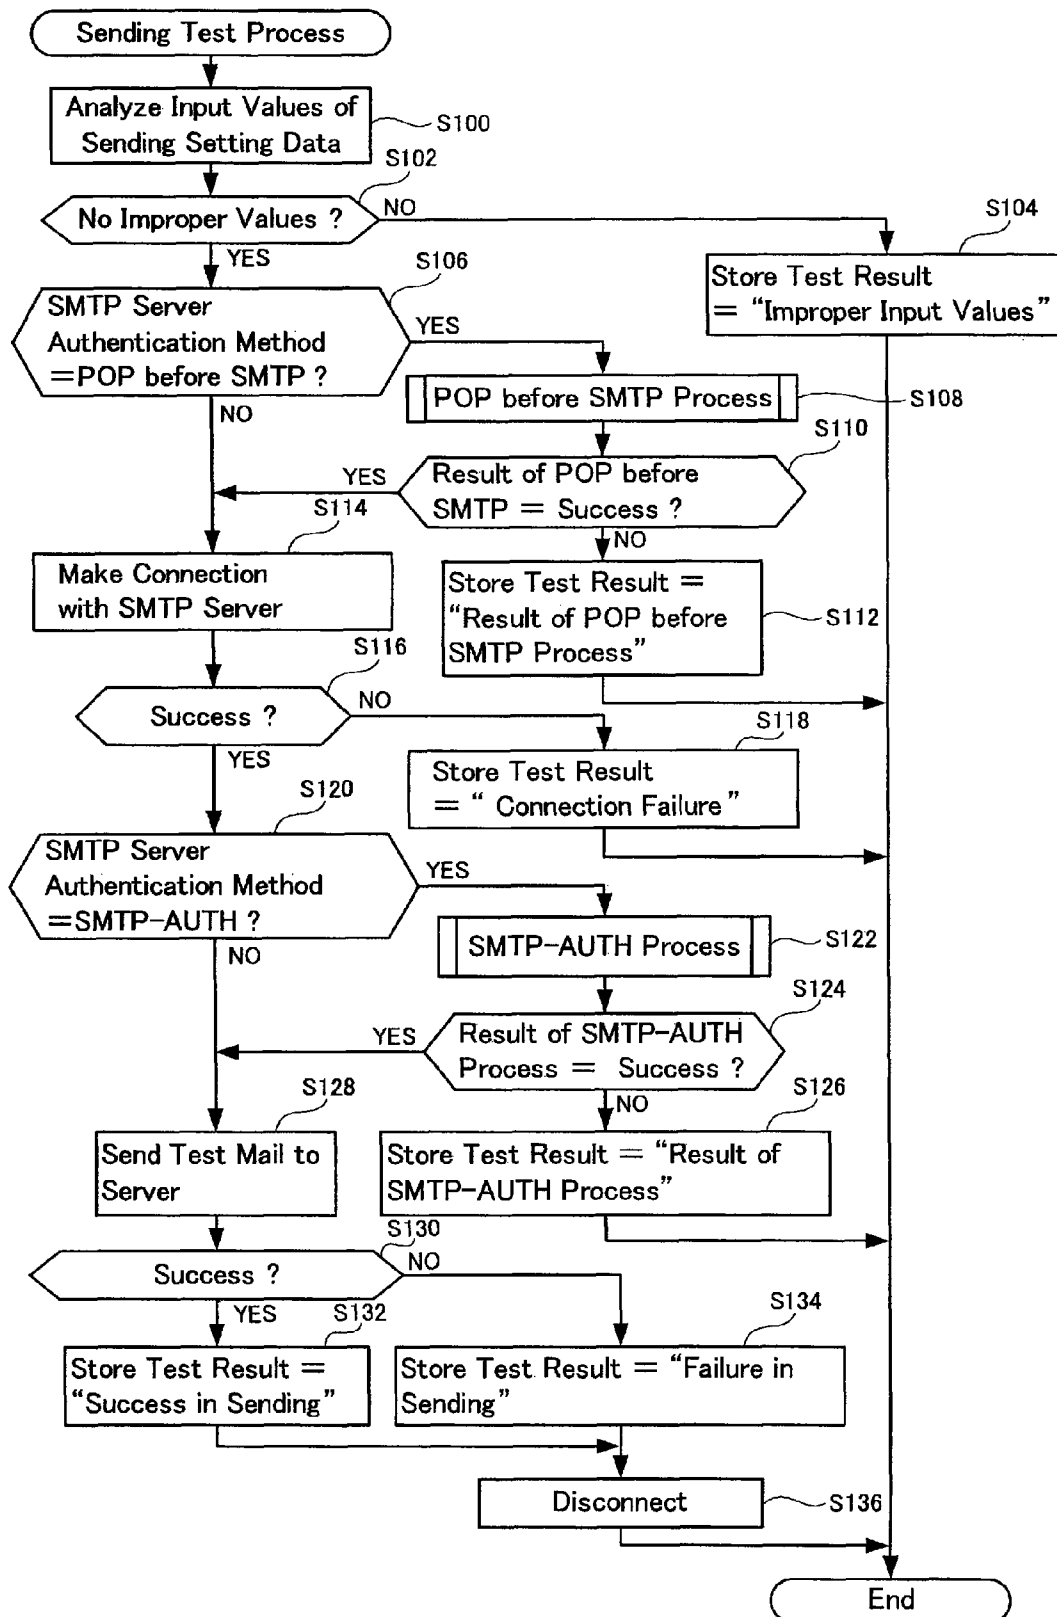 Sending Test Process
Analyze Input Values of
Sending Setting Data
S100
S102
No Improper Values ?
NO
YES
S104
Store Test Result
= “Improper Input Values”
S106
SMTP Server
Authentication Method
=POP before SMTP ?
YES
NO
POP before SMTP Process
S108
S110
Result of POP before
SMTP = Success ?
YES
NO
S114
Make Connection
with SMTP Server
Store Test Result =
“Result of POP before
SMTP Process”
S112
S116
Success ?
NO
YES
S118
Store Test Result
= “ Connection Failure”
S120
SMTP Server
Authentication Method
=SMTP-AUTH ?
YES
NO
SMTP-AUTH Process
S122
S124
Result of SMTP-AUTH
Process = Success ?
YES
NO
S128
Send Test Mail to
Server
S126
Store Test Result = “Result of
SMTP-AUTH Process”
S130
Success ?
NO
YES
S132
Store Test Result =
“Success in Sending”
S134
Store Test Result = “Failure in
Sending”
Disconnect
S136
End